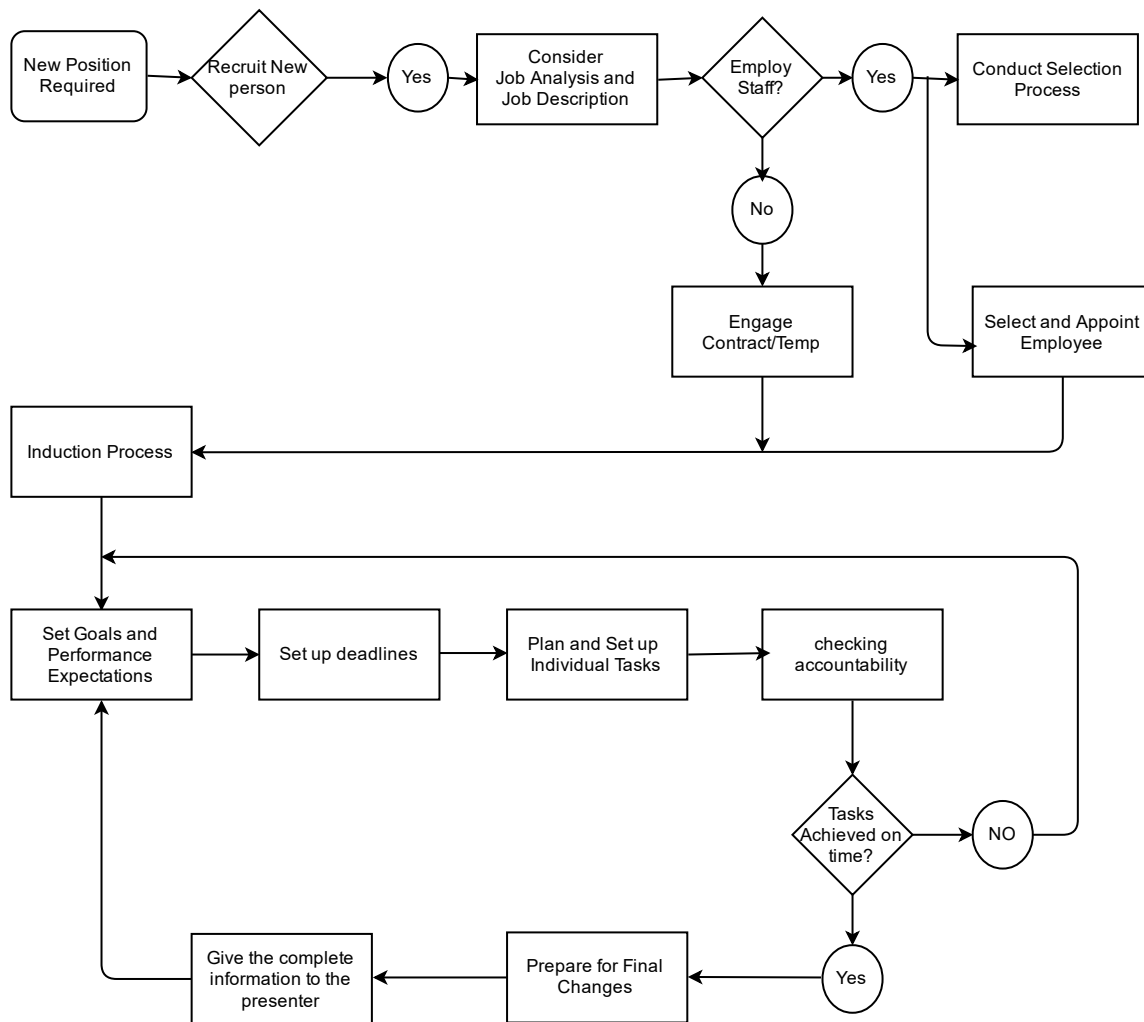 New Position
Required
Recruit New
person
Yes
Consider
Job Analysis and
Job Description
Employ
Staff?
Yes
Conduct Selection
Process
No
Engage
Contract/Temp
Select and Appoint
Employee
Induction Process
Set Goals and
Performance
Expectations
Set up deadlines
Plan and Set up
Individual Tasks
checking
accountability
Tasks
Achieved on
time?
NO
Give the complete
information to the
presenter
Prepare for Final
Changes
Yes